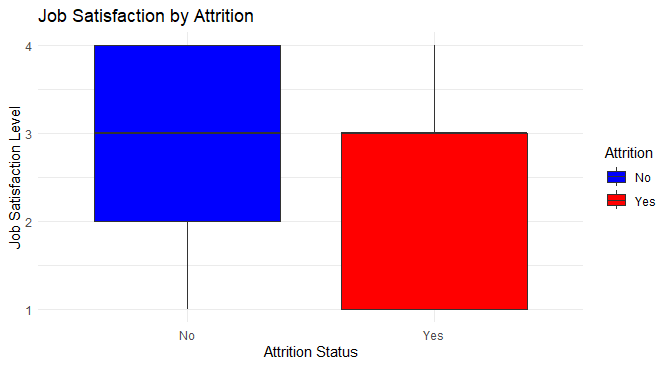 Job Satisfaction by Attrition
Job Satisfaction Level
4
3
2
1
No
Yes
Attrition Status
Attrition
No
Yes